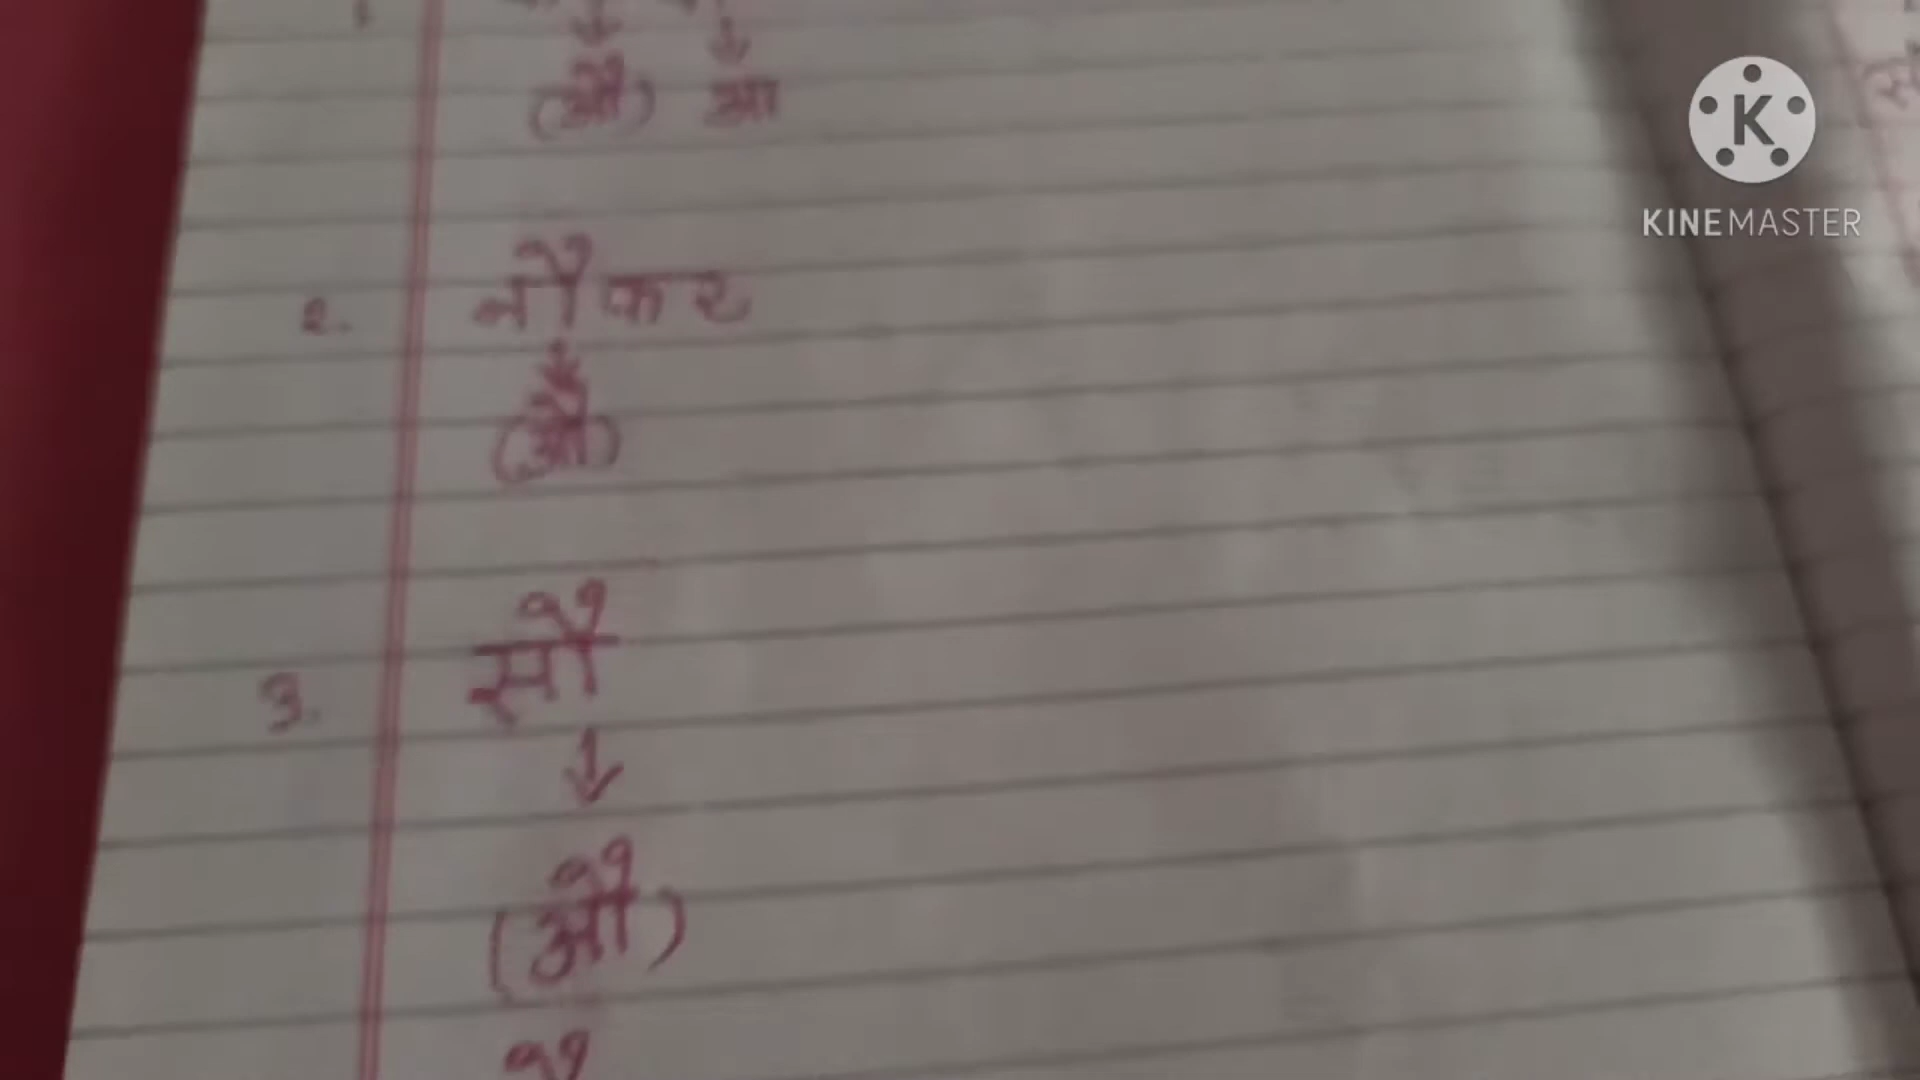 (औ) आ
2. नौकर
(औ)
3. सौ
(औ)
KINEMASTER